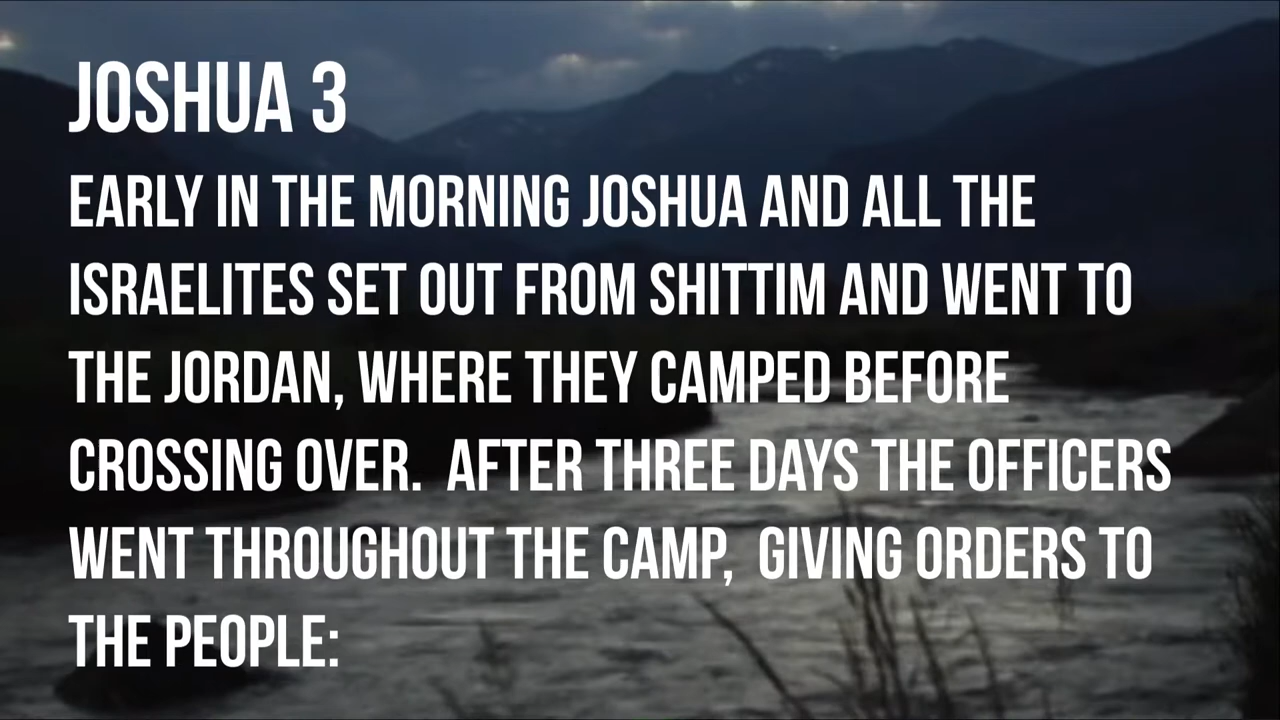 JOSHUA 3
EARLY IN THE MORNING JOSHUA AND ALL THE
ISRAELITES SET OUT FROM SHITTIM AND WENT TO
THE JORDAN, WHERE THEY CAMPED BEFORE
CROSSING OVER.  AFTER THREE DAYS THE OFFICERS
WENT THROUGHOUT THE CAMP,  GIVING ORDERS TO
THE PEOPLE: